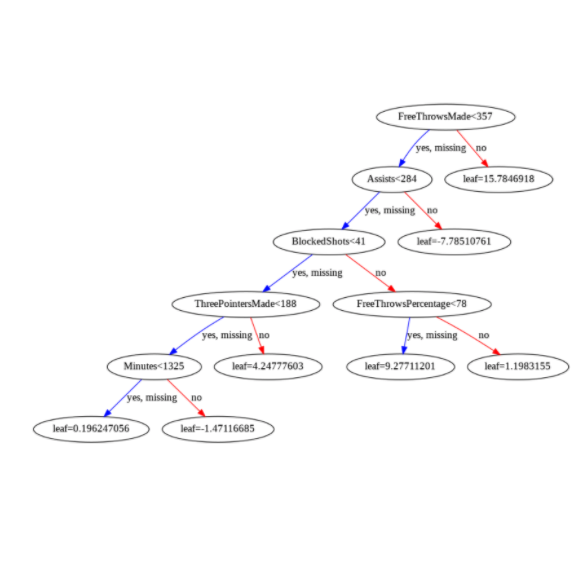 FreeThrowsMade<357
yes, missing no
Assists<284 leaf=15.7846918
yes, missing no
BlockedShots<41 leaf=-7.78510761
yes, missing no
ThreePointersMade<188 FreeThrowsPercentage<78
yes, missing no yes, missing no
Minutes<1325 leaf=4.24777603 leaf=9.27711201 leaf=1.1983155
yes, missing no
leaf=0.196247056 leaf=-1.47116685